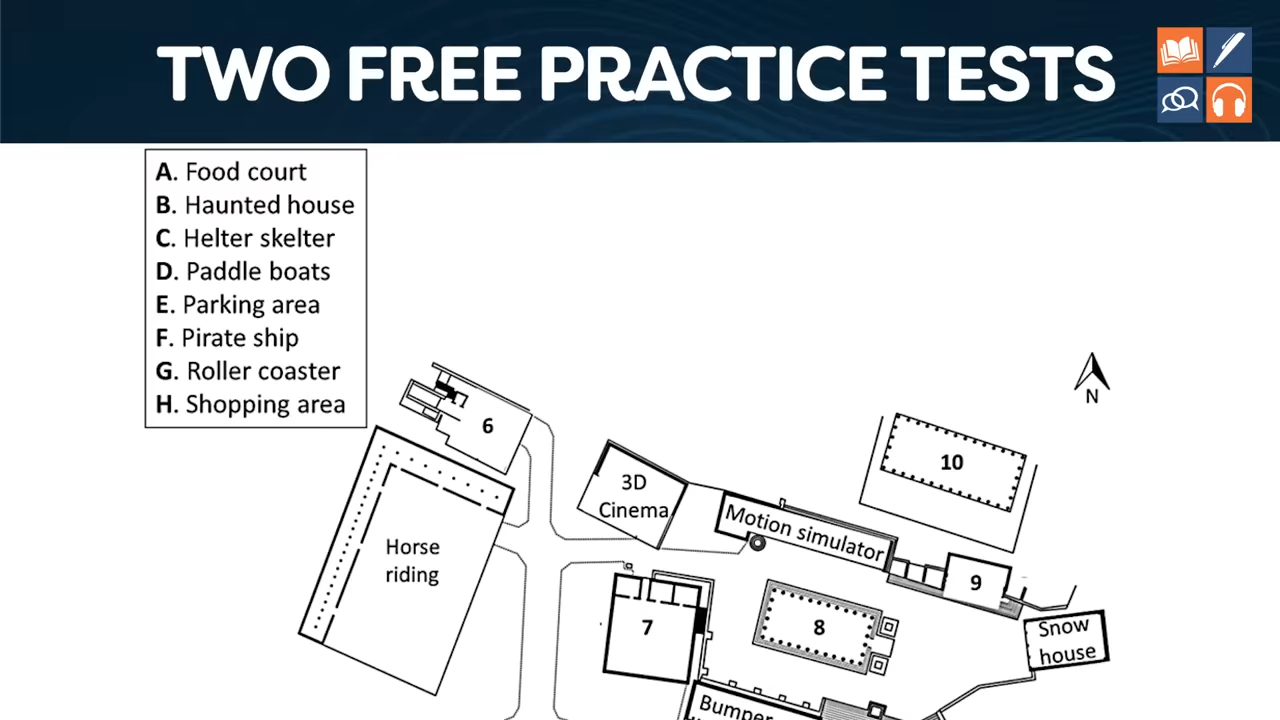 TWO FREE PRACTICE TESTS
A. Food court
B. Haunted house
C. Helter skelter
D. Paddle boats
E. Parking area
F. Pirate ship
G. Roller coaster
H. Shopping area
N
6
10
3D
Cinema
Motion simulator
Horse
riding
9
7
8
Snow
house
Bumper